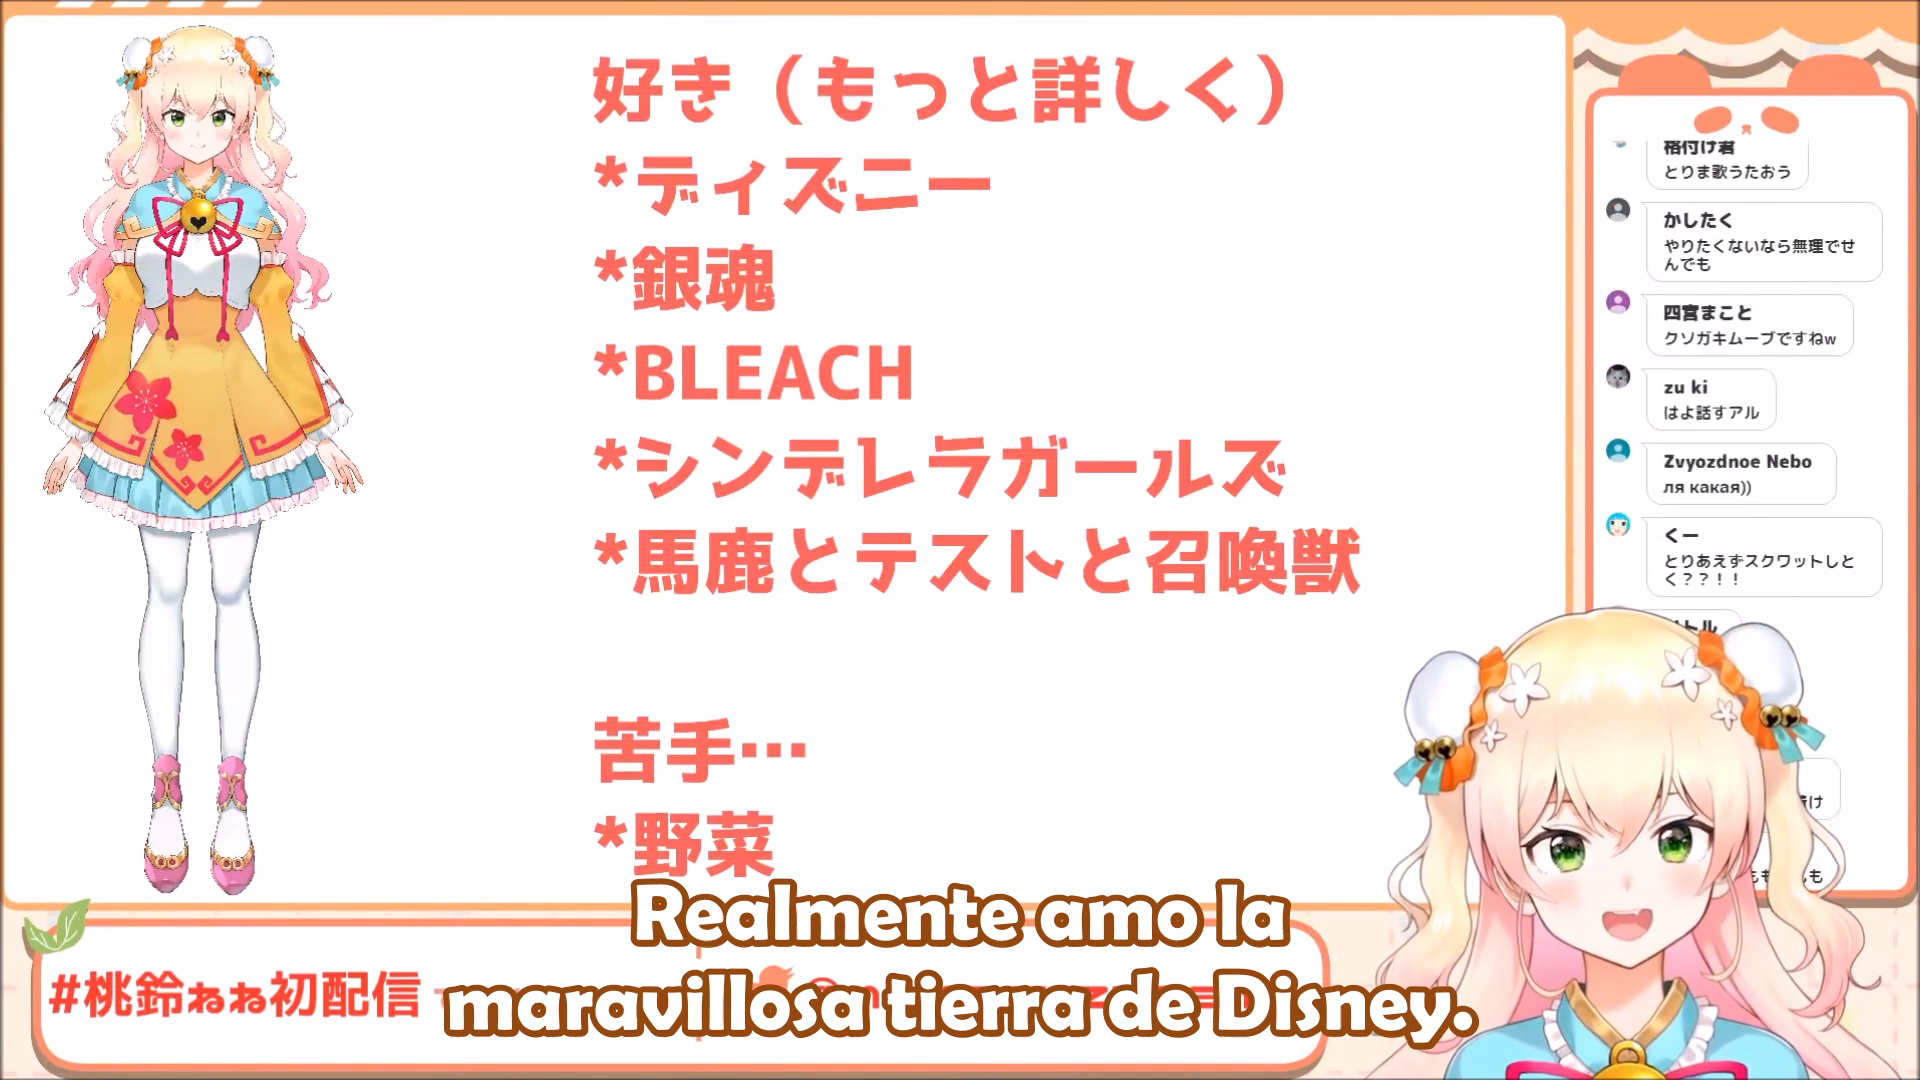 好き（もっと詳しく）
*ディズニー
*銀魂
*BLEACH
*シンデレラガールズ
*馬鹿とテストと召喚獣
苦手…
*野菜
格付け君
とりま歌うたおう
かしたく
やりたくないなら無理でせ
んでも
四宮まこと
クソガキムーブですねw
zu ki
はよ話すアル
Zvyozdnoe Nebo
ля какая))
くー
とりあえずスクワットしと
く？？！！
#桃鈴ねね初配信
Realmente amo la
maravillosa tierra de Disney.